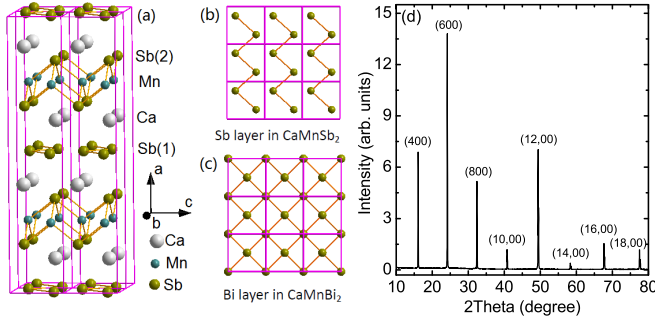 (a)
Sb(2)
Mn
Ca
Sb(1)
a
c
b
Ca
Mn
Sb
(b)
Sb layer in CaMnSb₂
(c)
Bi layer in CaMnBi₂
(d)
Intensity (arb. units)
15
12
9
6
3
0
(400)
(600)
(800)
(10,00)
(12,00)
(14,00)
(16,00)
(18,00)
10 20 30 40 50 60 70 80
2Theta (degree)